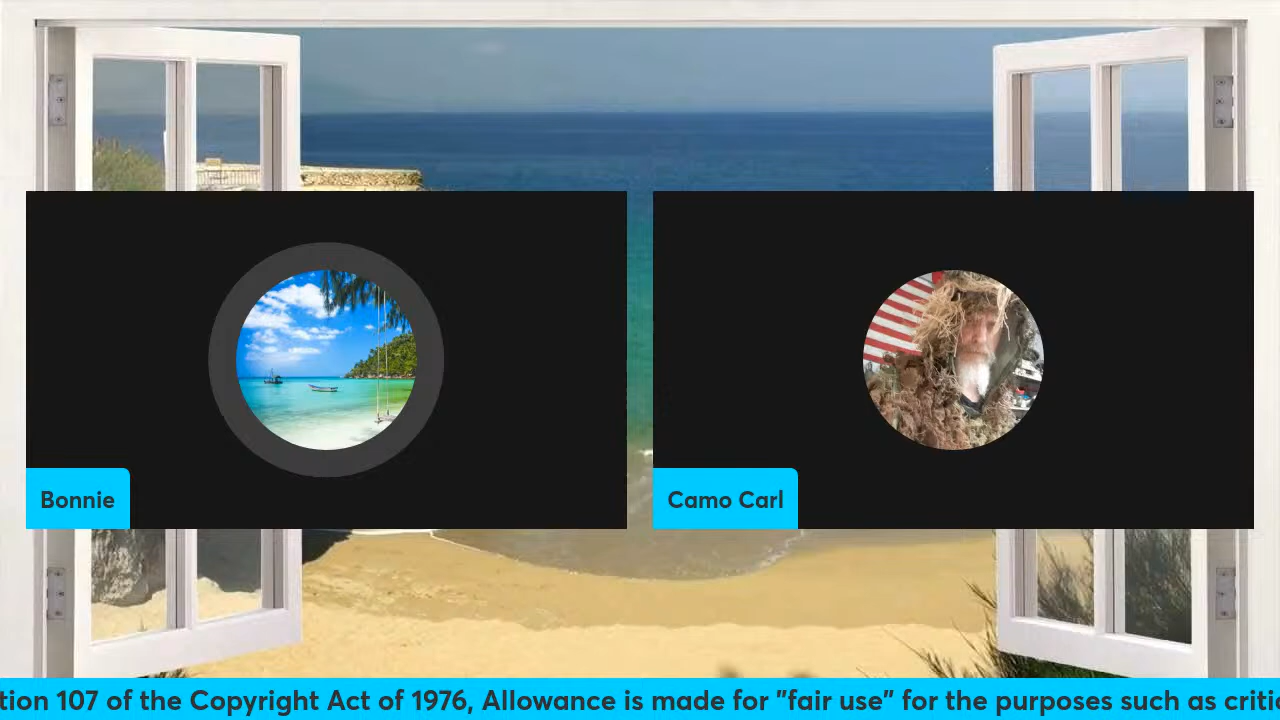 Bonnie
Camo Carl
tion 107 of the Copyright Act of 1976, Allowance is made for "fair use" for the purposes such as critic